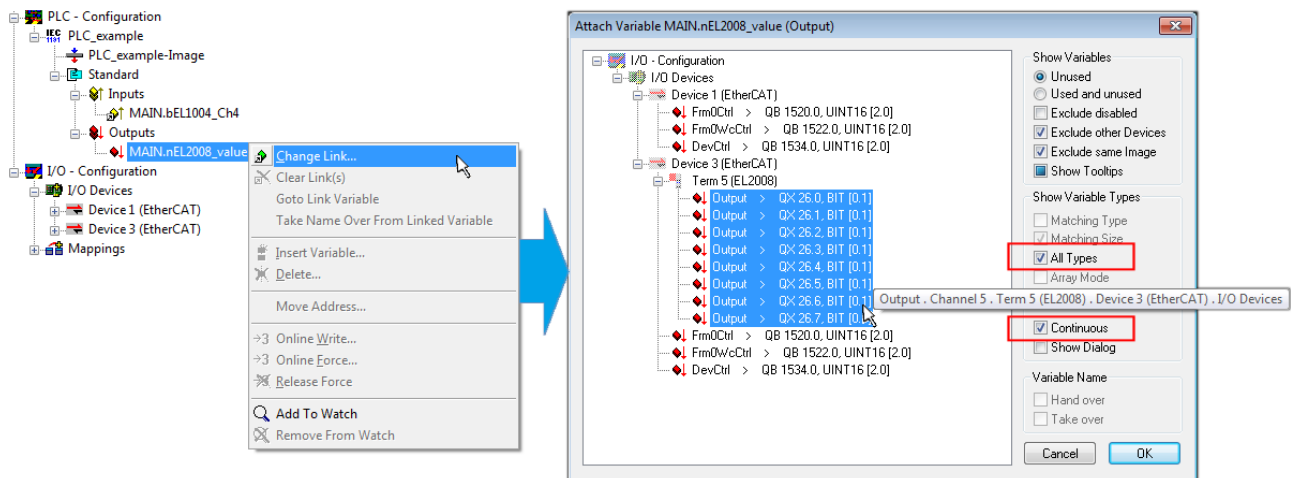 PLC - Configuration
IEC
1131
PLC_example
PLC_example-Image
Standard
Inputs
MAIN.bEL1004_Ch4
Outputs
MAIN.nEL2008_value
I/O - Configuration
I/O Devices
Device 1 (EtherCAT)
Device 3 (EtherCAT)
Mappings
Change Link...
Clear Link(s)
Goto Link Variable
Take Name Over From Linked Variable
Insert Variable...
Delete...
Move Address...
Online Write...
Online Force...
Release Force
Add To Watch
Remove From Watch
Attach Variable MAIN.nEL2008_value (Output)
I/O - Configuration
I/O Devices
Device 1 (EtherCAT)
Frm0Ctrl > QB 1520.0, UINT16 [2.0]
Frm0WcCtrl > QB 1522.0, UINT16 [2.0]
DevCtrl > QB 1534.0, UINT16 [2.0]
Device 3 (EtherCAT)
Term 5 (EL2008)
Output > QX 26.0, BIT [0.1]
Output > QX 26.1, BIT [0.1]
Output > QX 26.2, BIT [0.1]
Output > QX 26.3, BIT [0.1]
Output > QX 26.4, BIT [0.1]
Output > QX 26.5, BIT [0.1]
Output > QX 26.6, BIT [0.1]
Output > QX 26.7, BIT
Frm0Ctrl > QB 1520.0, UINT16 [2.0]
Frm0WcCtrl > QB 1522.0, UINT16 [2.0]
DevCtrl > QB 1534.0, UINT16 [2.0]
Output . Channel 5 . Term 5 (EL2008) . Device 3 (EtherCAT) . I/O Devices
Show Variables
Unused
Used and unused
Exclude disabled
Exclude other Devices
Exclude same Image
Show Tooltips
Show Variable Types
Matching Type
Matching Size
All Types
Array Mode
Continuous
Show Dialog
Variable Name
Hand over
Take over
Cancel
OK